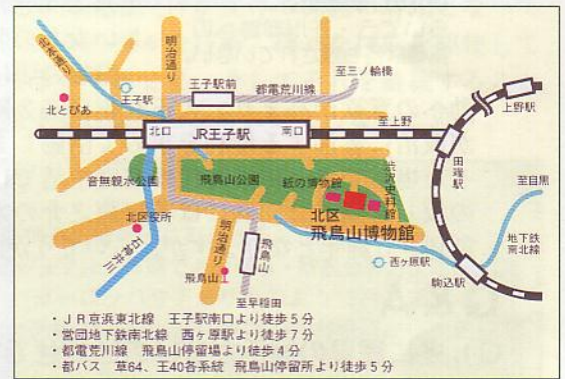 北本通り
明治通り
王子駅
北とぴあ
王子駅前
都電荒川線
至三ノ輪橋
上野駅
北口
JR王子駅
南口
至上野
田端駅
音無親水公園
飛鳥山公園
紙の博物館
渋沢史料館
至目黒
北区役所
北区
飛鳥山博物館
石神井川
明治通り
飛鳥山
飛鳥山
西ヶ原駅
地下鉄
南北線
駒込駅
至早稲田
・JR京浜東北線 王子駅南口より徒歩5分
・営団地下鉄南北線 西ヶ原駅より徒歩7分
・都電荒川線 飛鳥山停留場より徒歩4分
・都バス 草64、王40各系統 飛鳥山停留所より徒歩5分